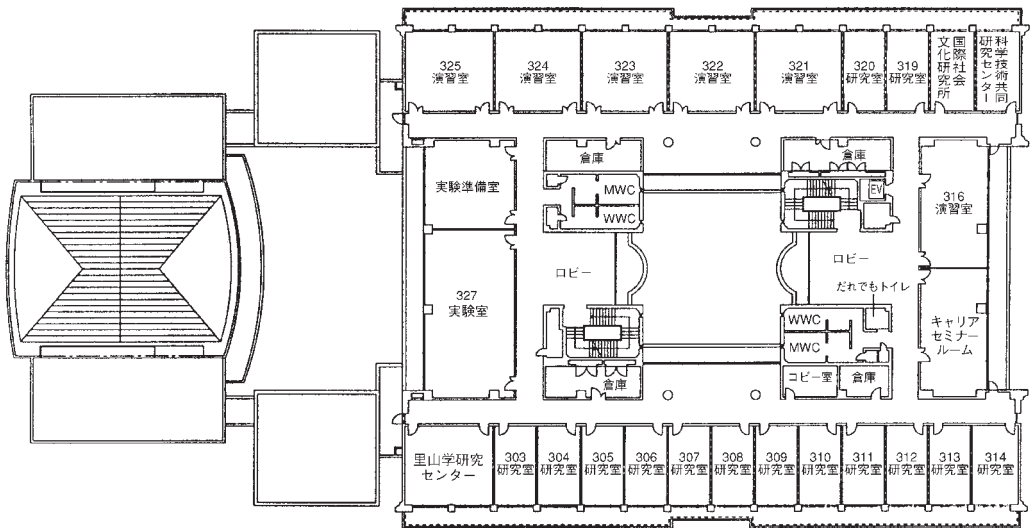 325
演習室
324
演習室
323
演習室
322
演習室
321
演習室
320
研究室
319
研究室
国際社会
文化研究所
科学技術共同
研究センター
実験準備室
倉庫
MWC
WWC
倉庫
EV
316
演習室
327
実験室
ロビー
ロビー
だれでもトイレ
WWC
MWC
キャリア
セミナー
ルーム
倉庫
コピー室
倉庫
里山学研究
センター
303
研究室
304
研究室
305
研究室
306
研究室
307
研究室
308
研究室
309
研究室
310
研究室
311
研究室
312
研究室
313
研究室
314
研究室